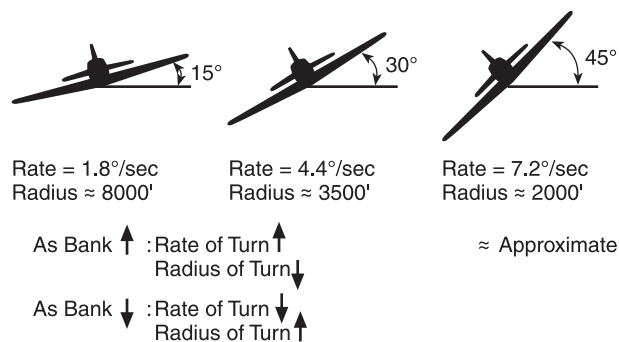 15°
30°
45°
Rate = 1.8°/sec
Radius ≈ 8000'
Rate = 4.4°/sec
Radius ≈ 3500'
Rate = 7.2°/sec
Radius ≈ 2000'
As Bank ↑ : Rate of Turn ↑
Radius of Turn ↓
≈ Approximate
As Bank ↓ : Rate of Turn ↓
Radius of Turn ↑